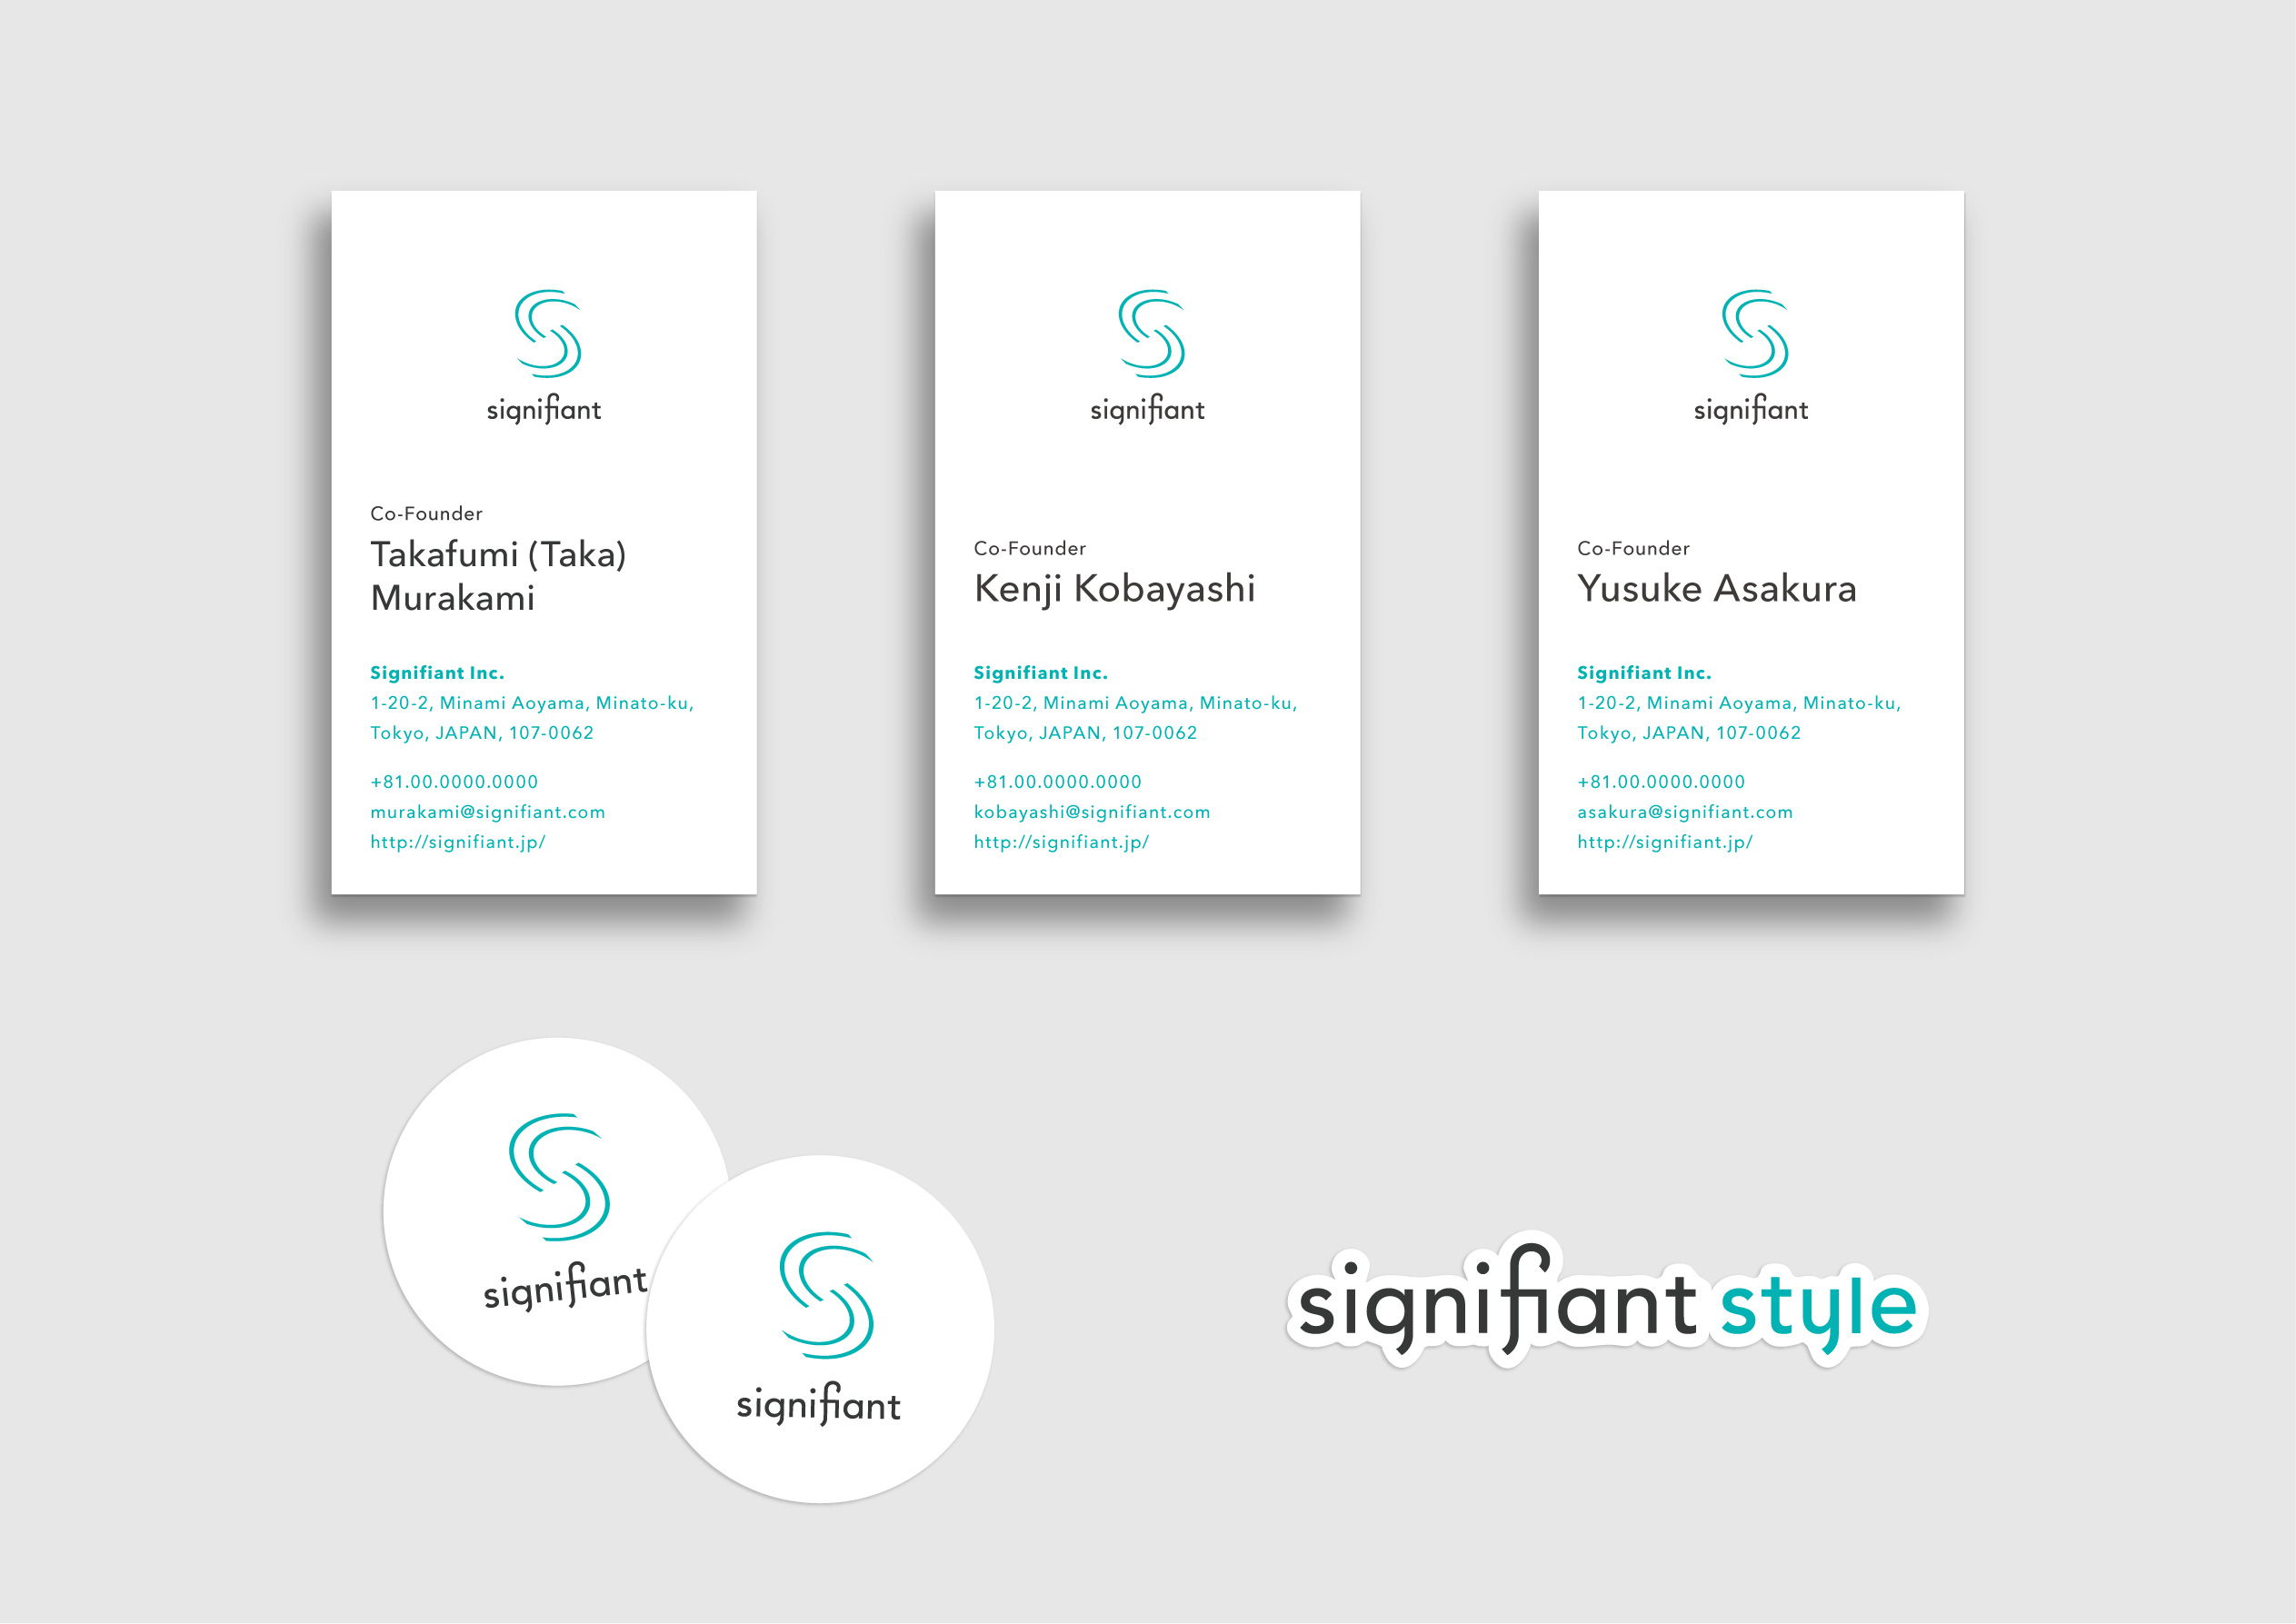 signifiant
Co-Founder
Takafumi (Taka)
Murakami
Signifiant Inc.
1-20-2, Minami Aoyama, Minato-ku,
Tokyo, JAPAN, 107-0062
+81.00.0000.0000
murakami@signifiant.com
http://signifiant.jp/
signifiant
Co-Founder
Kenji Kobayashi
Signifiant Inc.
1-20-2, Minami Aoyama, Minato-ku,
Tokyo, JAPAN, 107-0062
+81.00.0000.0000
kobayashi@signifiant.com
http://signifiant.jp/
signifiant
Co-Founder
Yusuke Asakura
Signifiant Inc.
1-20-2, Minami Aoyama, Minato-ku,
Tokyo, JAPAN, 107-0062
+81.00.0000.0000
asakura@signifiant.com
http://signifiant.jp/
signifiant
signifiant
signifiant style